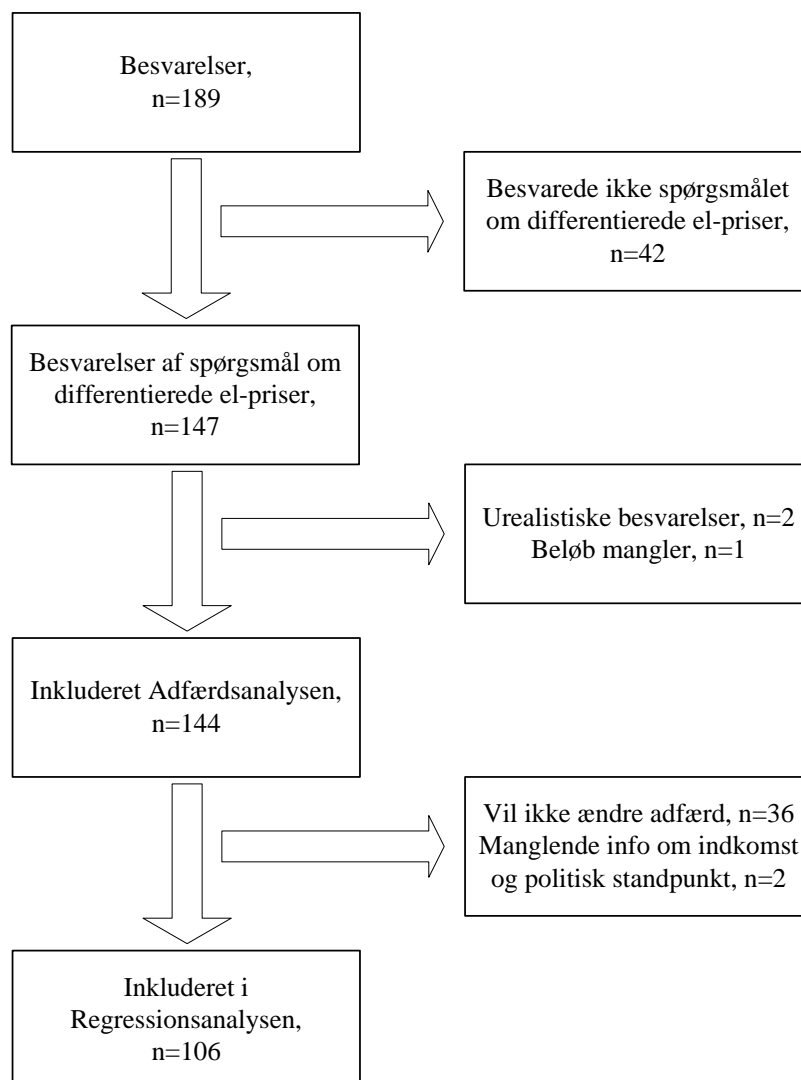 Besvarelser,
n=189
Besvarede ikke spørgsmålet
om differentierede el-priser,
n=42
Besvarelser af spørgsmål om
differentierede el-priser,
n=147
Urealistiske besvarelser, n=2
Beløb mangler, n=1
Inkluderet Adfærdsanalysen,
n=144
Vil ikke ændre adfærd, n=36
Manglende info om indkomst
og politisk standpunkt, n=2
Inkluderet i
Regressionsanalysen,
n=106